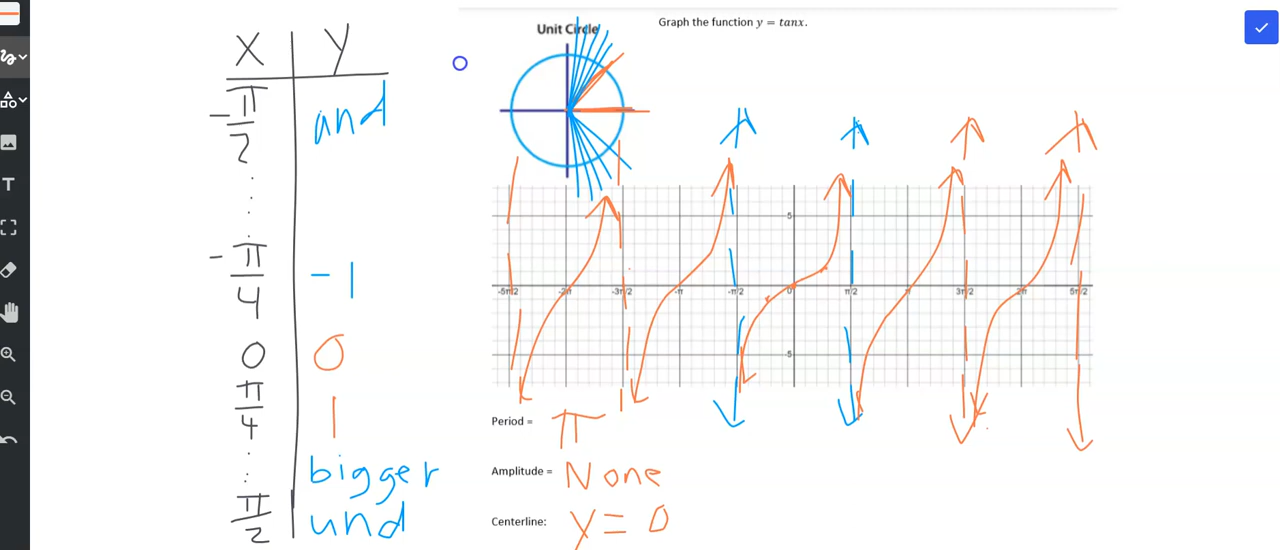 Unit Circle
Graph the function y = tanx.
X
Y
-π/2
and
.
.
.
-π/4
-1
0
0
π/4
1
.
.
bigger
π/2
und
5
-5π/2
-2π
-3π/2
-π
-π/2
0
π/2
π
3π/2
2π
5π/2
-5
Period = π
Amplitude = None
Centerline: y = 0
T